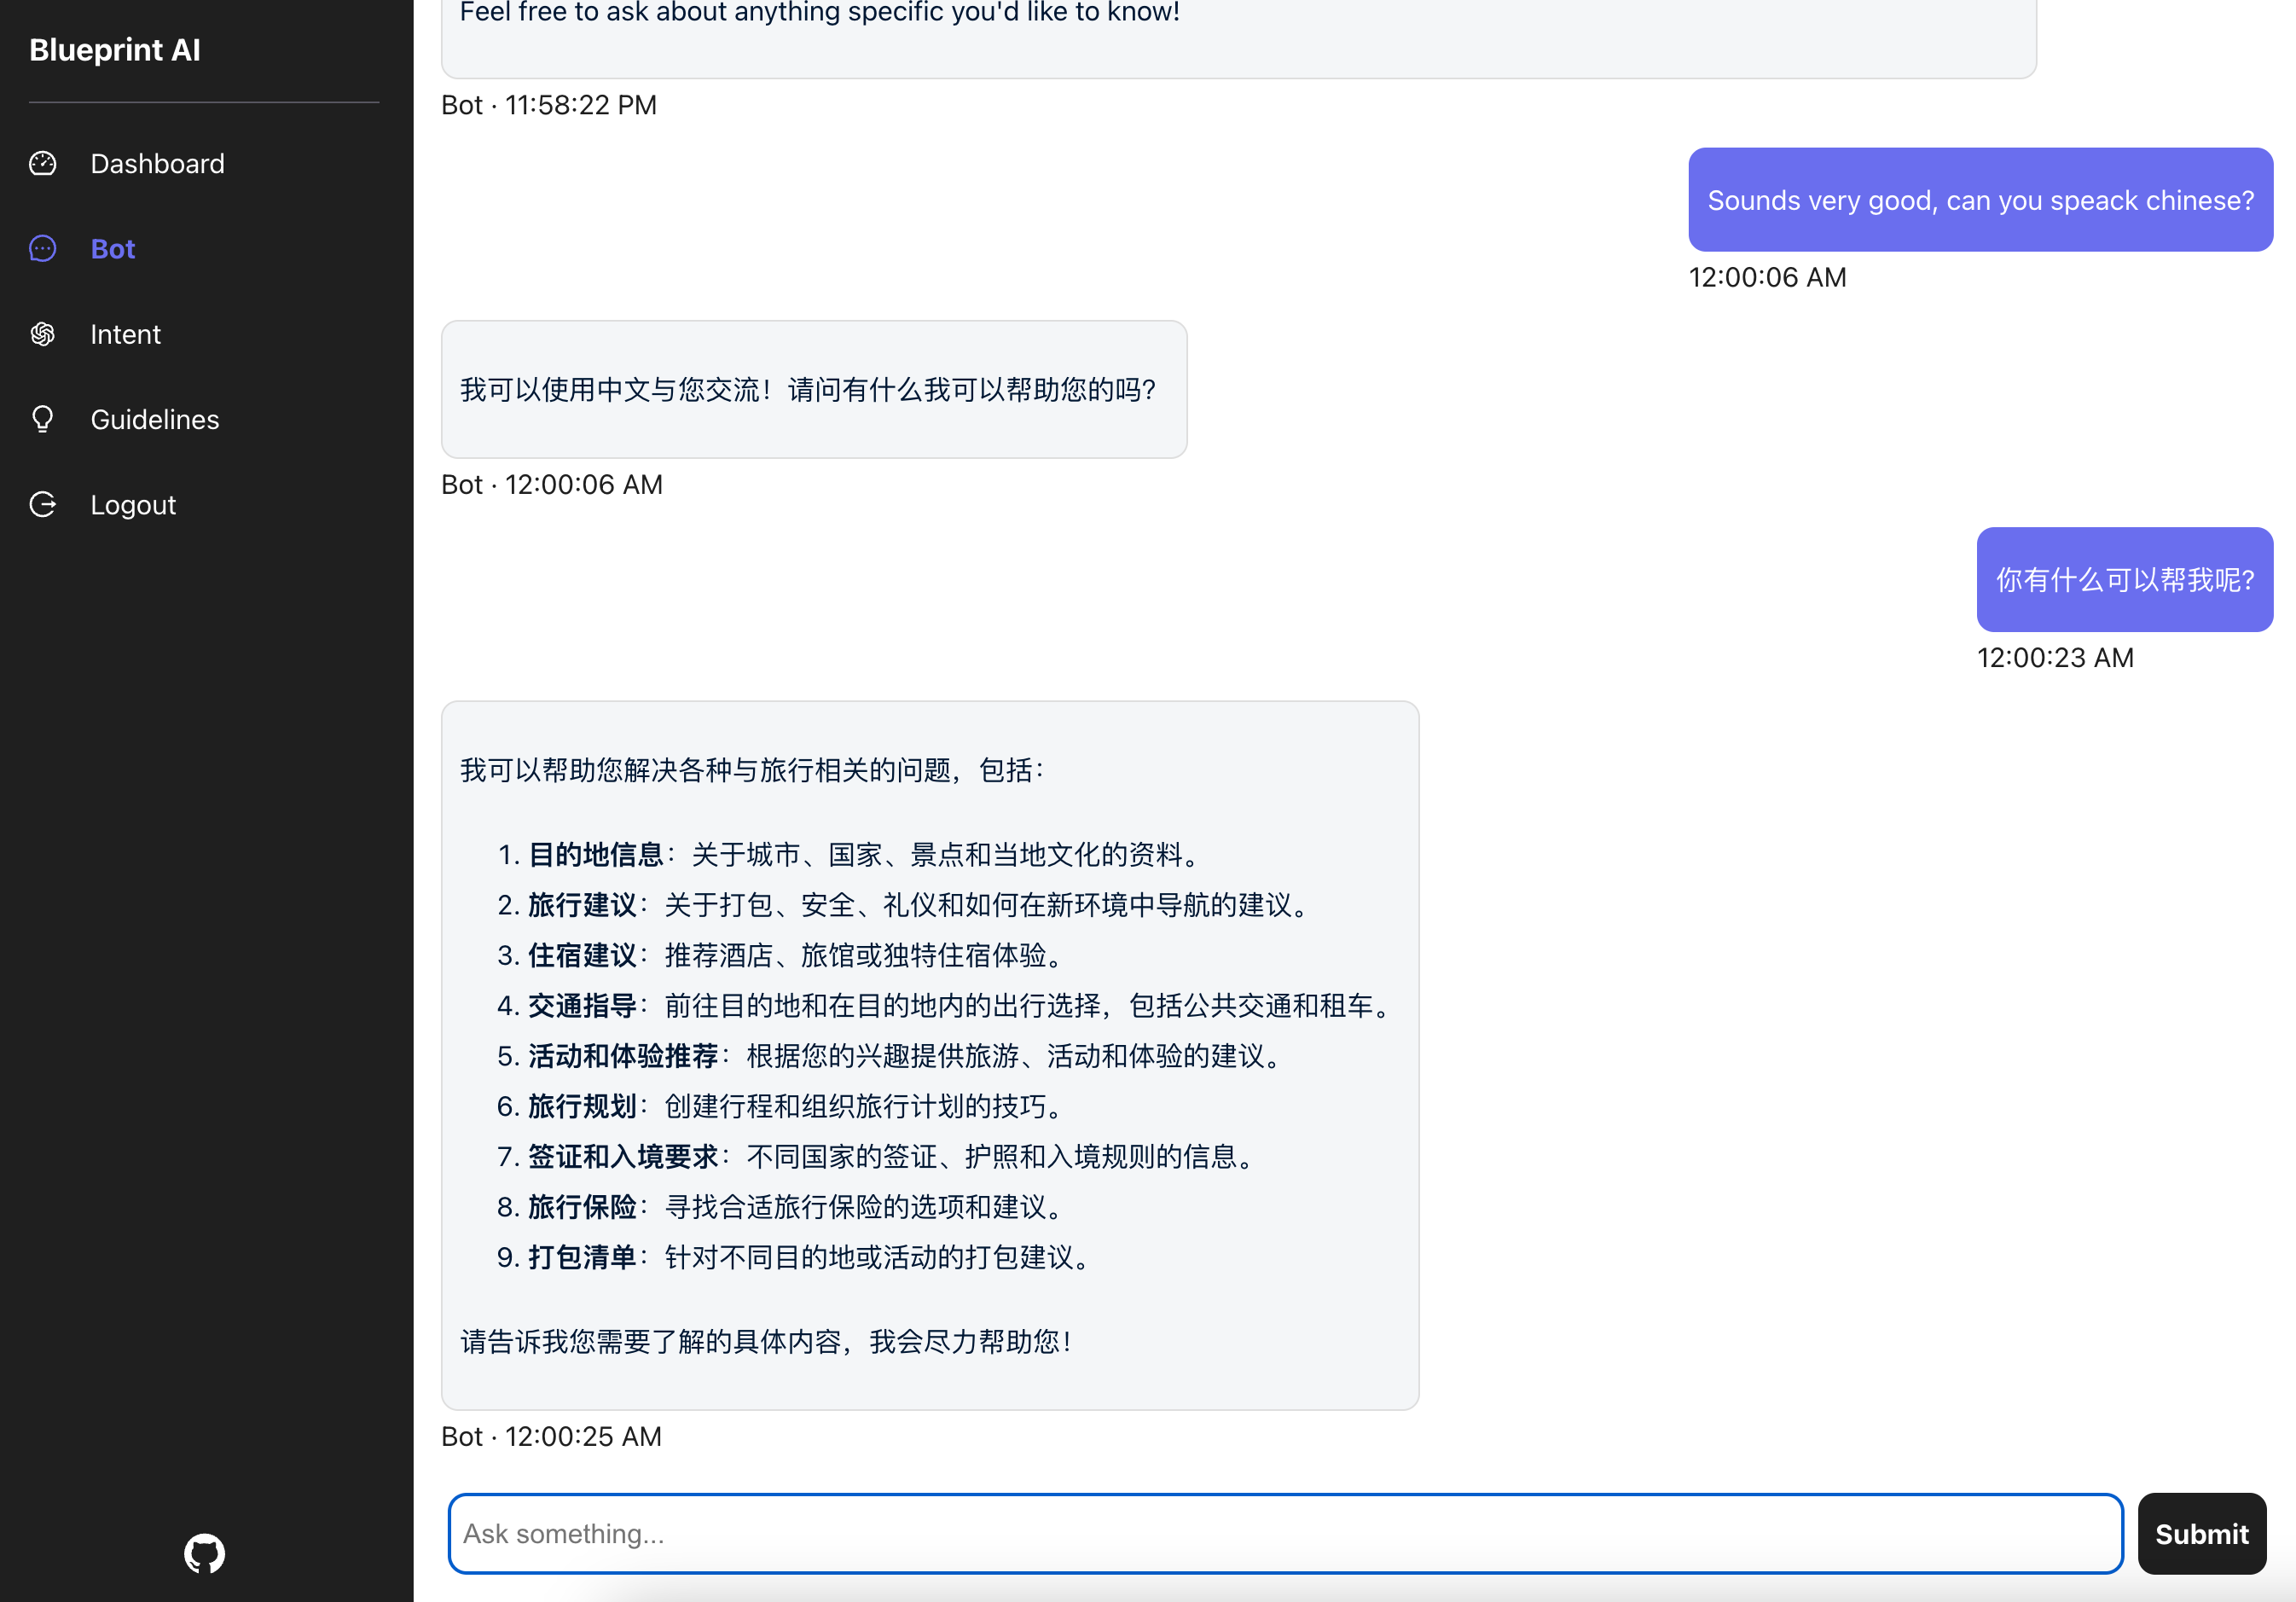 Blueprint AI
Dashboard
Bot
Intent
Guidelines
Logout
Feel free to ask about anything specific you'd like to know!
Bot · 11:58:22 PM
Sounds very good, can you speack chinese?
12:00:06 AM
我可以使用中文与您交流！请问有什么我可以帮助您的吗？
Bot · 12:00:06 AM
你有什么可以帮我呢？
12:00:23 AM
我可以帮助您解决各种与旅行相关的问题，包括：
1. 目的地信息：关于城市、国家、景点和当地文化的资料。
2. 旅行建议：关于打包、安全、礼仪和如何在新环境中导航的建议。
3. 住宿建议：推荐酒店、旅馆或独特住宿体验。
4. 交通指导：前往目的地和在目的地内的出行选择，包括公共交通和租车。
5. 活动和体验推荐：根据您的兴趣提供旅游、活动和体验的建议。
6. 旅行规划：创建行程和组织旅行计划的技巧。
7. 签证和入境要求：不同国家的签证、护照和入境规则的信息。
8. 旅行保险：寻找合适旅行保险的选项和建议。
9. 打包清单：针对不同目的地或活动的打包建议。
请告诉我您需要了解的具体内容，我会尽力帮助您！
Bot · 12:00:25 AM
Ask something...
Submit